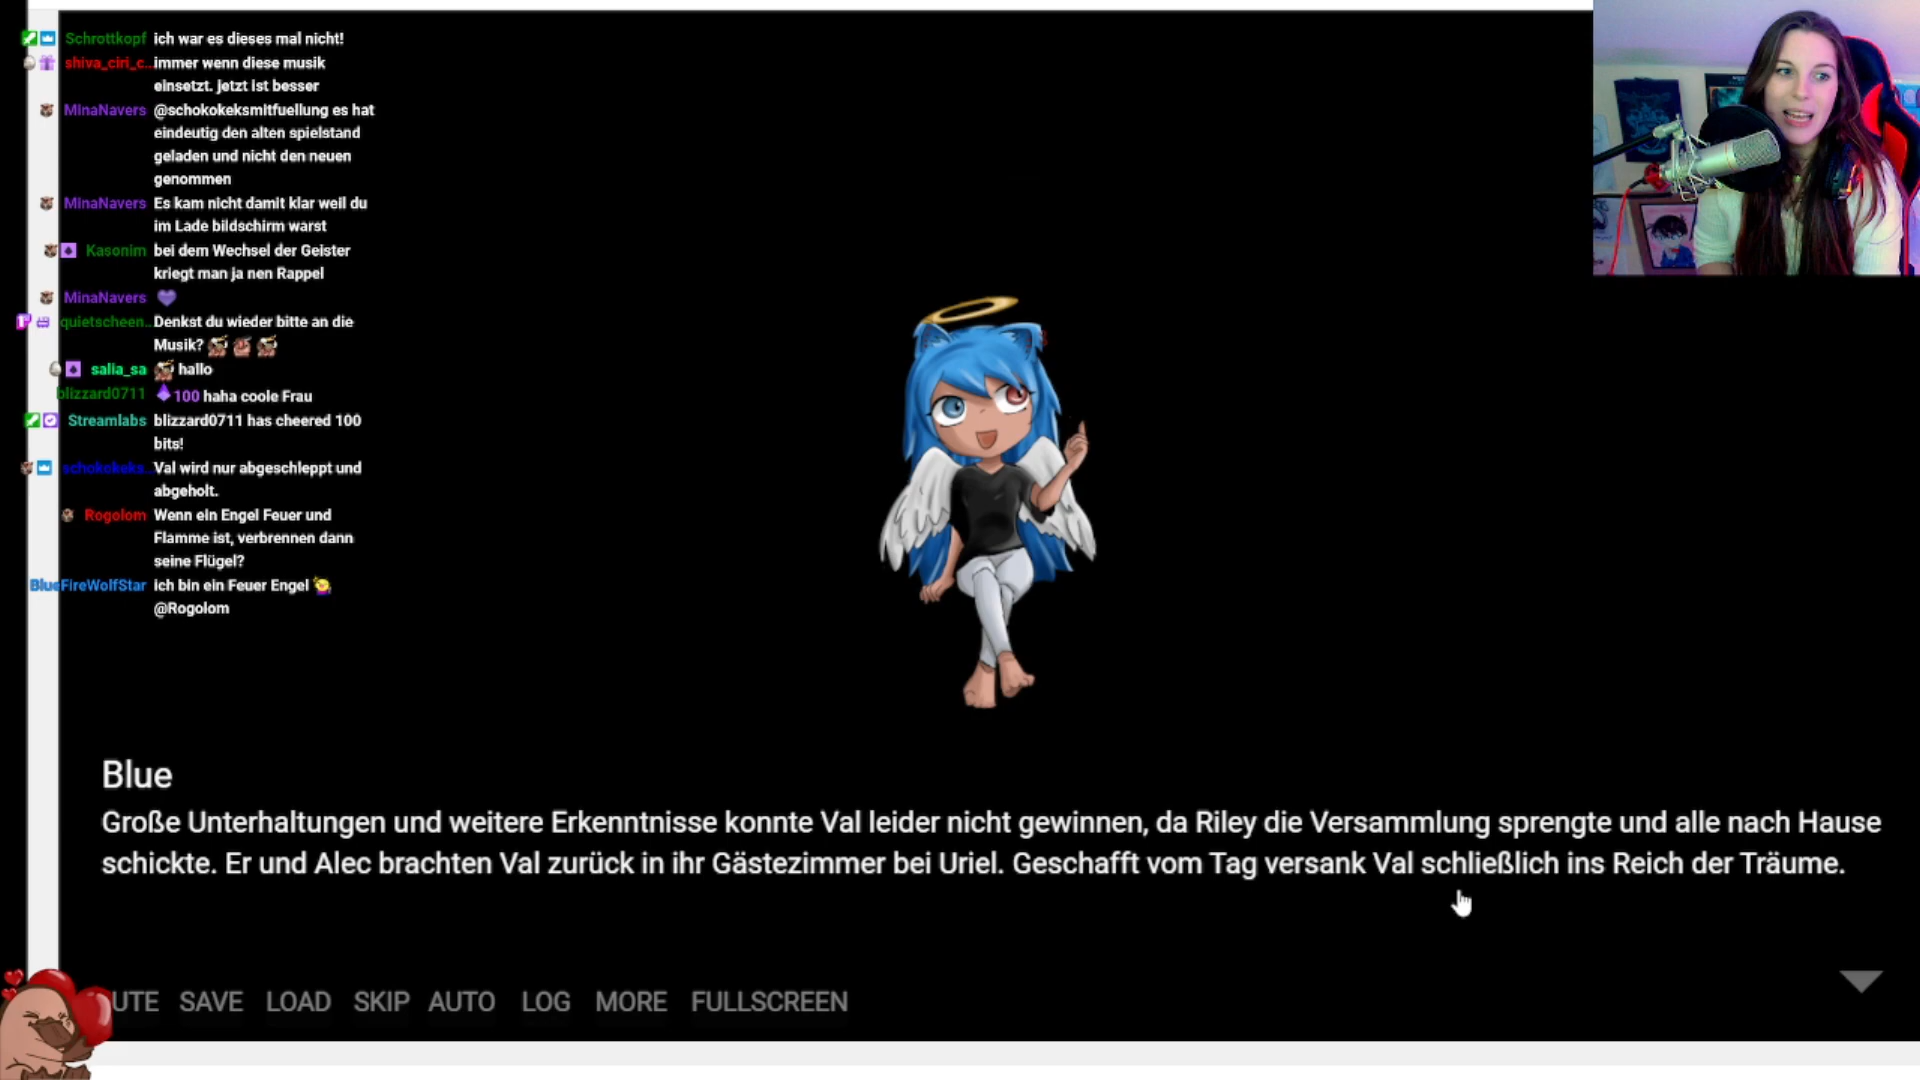 Schrottkopf ich war es dieses mal nicht!
shiva_ciri_c... immer wenn diese musik
einsetzt. jetzt ist besser
MinaNavers @schokokeksmitfuellung es hat
eindeutig den alten spielstand
geladen und nicht den neuen
genommen
MinaNavers Es kam nicht damit klar weil du
im Lade bildschirm warst
Kasonim bei dem Wechsel der Geister
kriegt man ja nen Rappel
MinaNavers 💜
quietscheen... Denkst du wieder bitte an die
Musik?
salia_sa hallo
blizzard0711 100 haha coole Frau
Streamlabs blizzard0711 has cheered 100
bits!
schokokeks... Val wird nur abgeschleppt und
abgeholt.
Rogolom Wenn ein Engel Feuer und
Flamme ist, verbrennen dann
seine Flügel?
BlueFireWolfStar ich bin ein Feuer Engel
@Rogolom
Blue
Große Unterhaltungen und weitere Erkenntnisse konnte Val leider nicht gewinnen, da Riley die Versammlung sprengte und alle nach Hause
schickte. Er und Alec brachten Val zurück in ihr Gästezimmer bei Uriel. Geschafft vom Tag versank Val schließlich ins Reich der Träume.
UTE SAVE LOAD SKIP AUTO LOG MORE FULLSCREEN